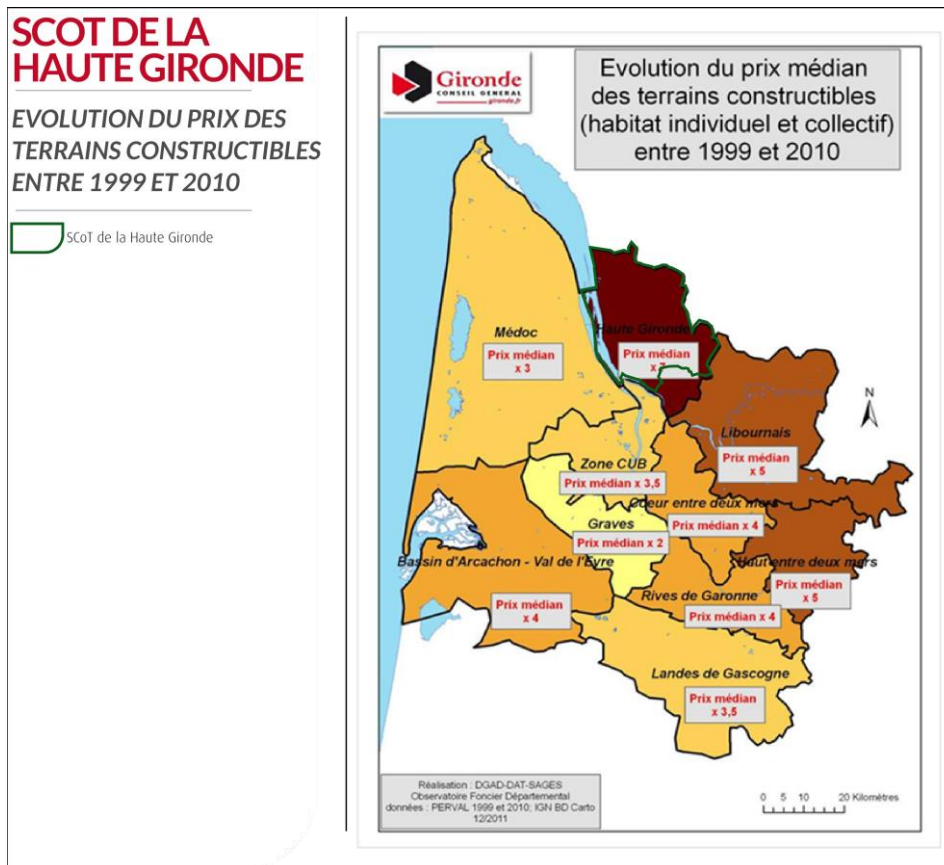 SCOT DE LA
HAUTE GIRONDE
EVOLUTION DU PRIX DES
TERRAINS CONSTRUCTIBLES
ENTRE 1999 ET 2010
SCoT de la Haute Gironde
Gironde
CONSEIL GENERAL
gironde.fr
Evolution du prix médian
des terrains constructibles
(habitat individuel et collectif)
entre 1999 et 2010
Haute Gironde
Prix médian
x 7
Médoc
Prix médian
x 3
N
Libournais
Prix médian
x 5
Zone CUB
Prix médian x 3,5
Coeur entre deux mers
Prix médian x 4
Graves
Prix médian x 2
Bassin d'Arcachon - Val de l'Eyre
Prix médian
x 4
Haut entre deux mers
Prix médian
x 5
Rives de Garonne
Prix médian x 4
Landes de Gascogne
Prix médian
x 3,5
Réalisation : DGAD-DAT-SAGES
Observatoire Foncier Départemental
données : PERVAL 1999 et 2010; IGN BD Carto
12/2011
0 5 10 20 Kilomètres